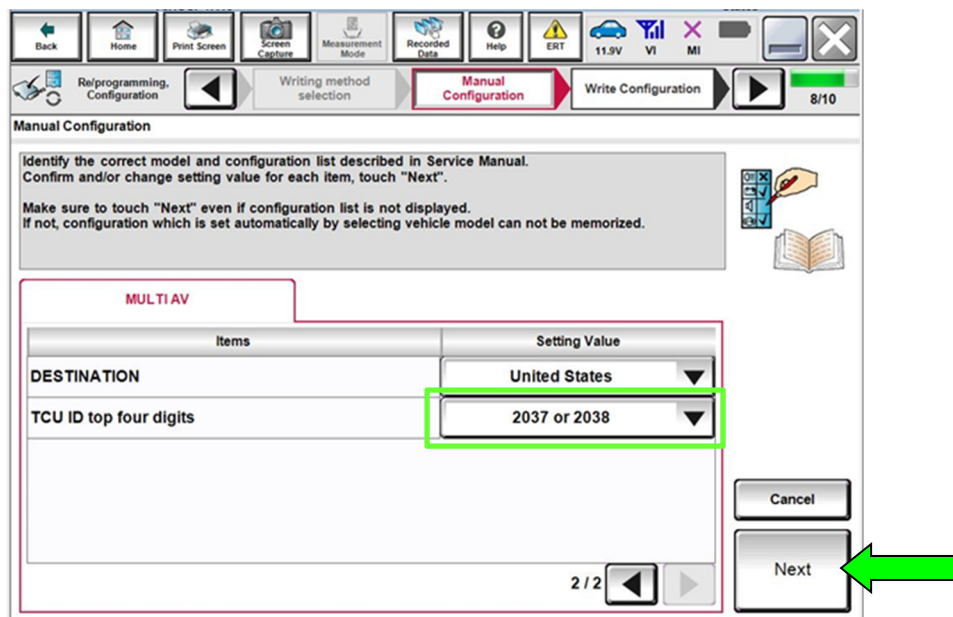 Back
Home
Print Screen
Screen
Capture
Measurement
Mode
Recorded
Data
Help
ERT
11.9V
VI
MI
Re/programming,
Configuration
Writing method
selection
Manual
Configuration
Write Configuration
8/10
Manual Configuration
Identify the correct model and configuration list described in Service Manual.
Confirm and/or change setting value for each item, touch "Next".
Make sure to touch "Next" even if configuration list is not displayed.
If not, configuration which is set automatically by selecting vehicle model can not be memorized.
MULTI AV
Items
Setting Value
DESTINATION
United States
TCU ID top four digits
2037 or 2038
Cancel
Next
2 / 2